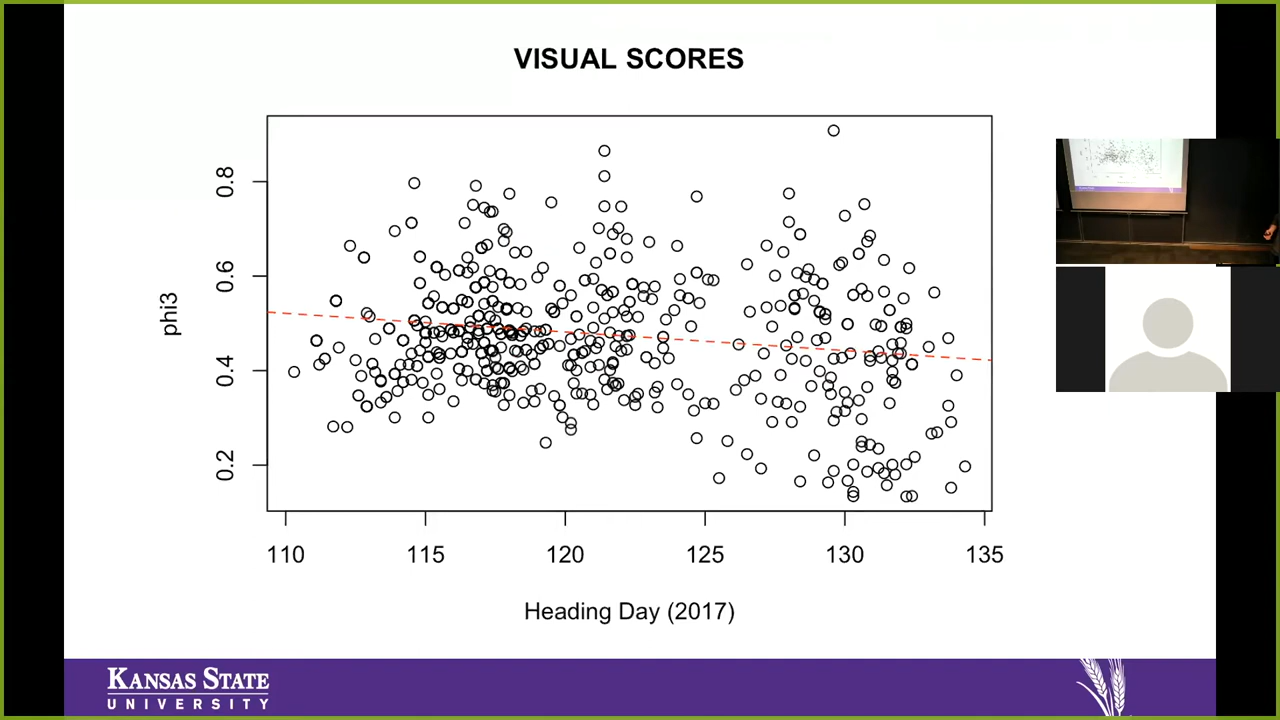 VISUAL SCORES
phi3
0.8
0.6
0.4
0.2
110 115 120 125 130 135
Heading Day (2017)
KANSAS STATE
UNIVERSITY